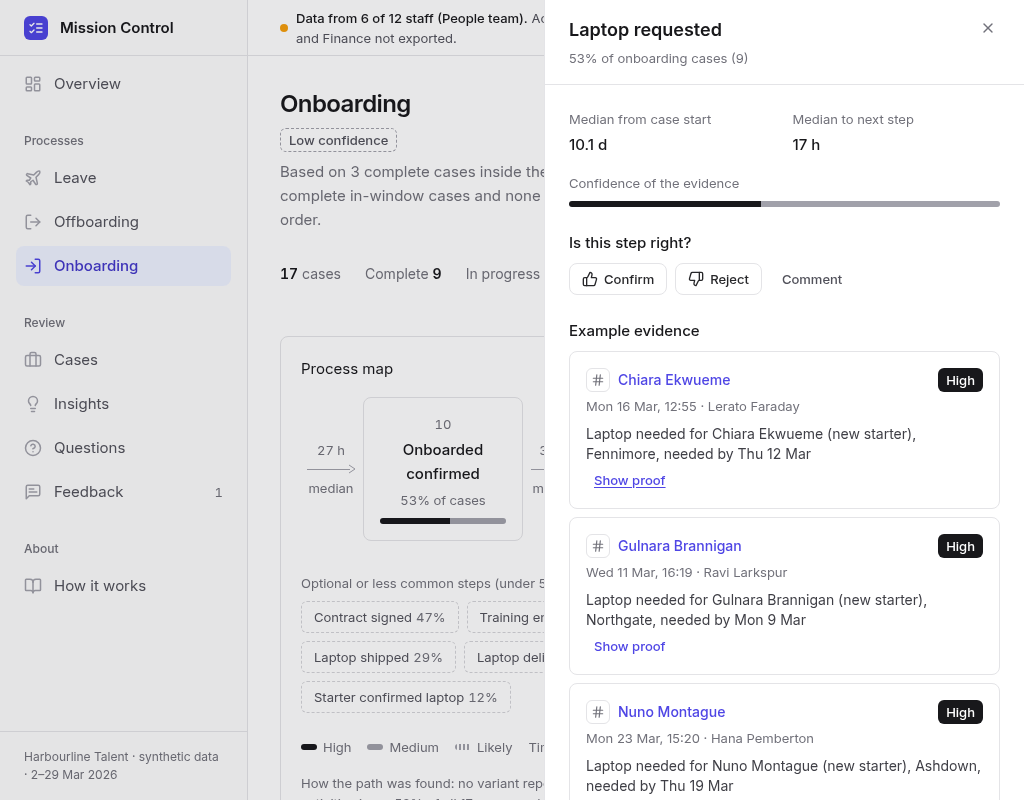 Mission Control
Overview
Processes
Leave
Offboarding
Onboarding
Review
Cases
Insights
Questions
Feedback 1
About
How it works
Harbourline Talent · synthetic data
· 2–29 Mar 2026
Data from 6 of 12 staff (People team).
and Finance not exported.
Onboarding
Low confidence
Based on 3 complete cases inside the
complete in-window cases and none
order.
17 cases Complete 9 In progress
Process map
27 h
median
10
Onboarded
confirmed
53% of cases
Optional or less common steps (under
Contract signed 47% Training
Laptop shipped 29% Laptop
Starter confirmed laptop 12%
High Medium Likely
How the path was found: no variant
Laptop requested
53% of onboarding cases (9)
Median from case start Median to next step
10.1 d 17 h
Confidence of the evidence
Is this step right?
Confirm Reject Comment
Example evidence
# Chiara Ekwueme High
Mon 16 Mar, 12:55 · Lerato Faraday
Laptop needed for Chiara Ekwueme (new starter),
Fennimore, needed by Thu 12 Mar
Show proof
# Gulnara Brannigan High
Wed 11 Mar, 16:19 · Ravi Larkspur
Laptop needed for Gulnara Brannigan (new starter),
Northgate, needed by Mon 9 Mar
Show proof
# Nuno Montague High
Mon 23 Mar, 15:20 · Hana Pemberton
Laptop needed for Nuno Montague (new starter), Ashdown,
needed by Thu 19 Mar